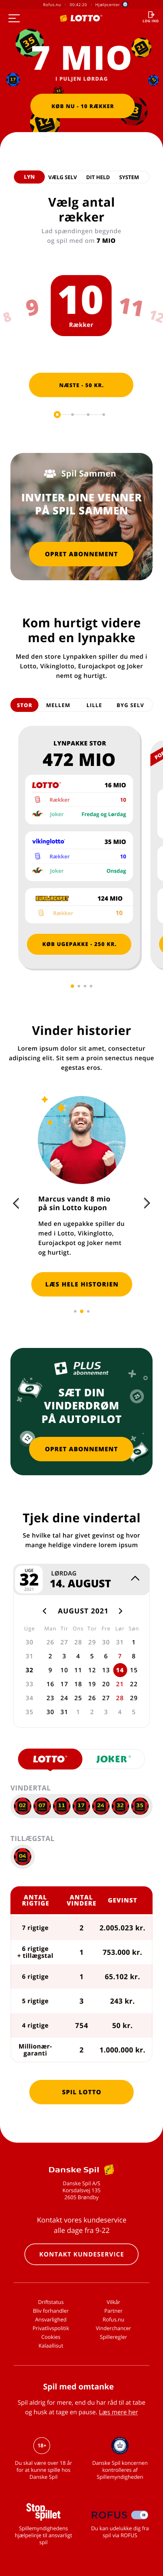 Rofus.nu 00:42:20 Hjælpcenter
LOTTO
LOG IND
35
31
17
7 MIO
I PULJEN LØRDAG
KØB NU - 10 RÆKKER
32
13
LYN VÆLG SELV DIT HELD SYSTEM
Vælg antal
rækker
Lad spændingen begynde
og spil med om 7 MIO
8 9 10 11 12
Rækker
NÆSTE - 50 KR.
Spil Sammen
INVITER DINE VENNER
PÅ SPIL SAMMEN
OPRET ABONNEMENT
Kom hurtigt videre
med en lynpakke
Med den store Lynpakken spiller du med i
Lotto, Vikinglotto, Eurojackpot og Joker
nemt og hurtigt.
STOR MELLEM LILLE BYG SELV
LYNPAKKE STOR
472 MIO
LOTTO 16 MIO
Rækker 10
Joker Fredag og Lørdag
vikinglotto 35 MIO
Rækker 10
Joker Onsdag
EUROJACKPOT 124 MIO
Rækker 10
KØB UGEPAKKE - 250 KR.
Vinder historier
Lorem ipsum dolor sit amet, consectetur
adipiscing elit. Sit sem a proin senectus neque
egestas eros.
Marcus vandt 8 mio
på sin Lotto kupon
Med en ugepakke spiller du
med i Lotto, Vikinglotto,
Eurojackpot og Joker nemt
og hurtigt.
LÆS HELE HISTORIEN
PLUS
abonnement
SÆT DIN
VINDERDRØM
PÅ AUTOPILOT
OPRET ABONNEMENT
Tjek dine vindertal
Se hvilke tal har givet gevinst og hvor
mange heldige vindere lorem ipsum
UGE
32
2021
LØRDAG
14. AUGUST
AUGUST 2021
Uge Man Tir Ons Tor Fre Lør Søn
30 26 27 28 29 30 31 1
31 2 3 4 5 6 7 8
32 9 10 11 12 13 14 15
33 16 17 18 19 20 21 22
34 23 24 25 26 27 28 29
35 30 31 1 2 3 4 5
LOTTO JOKER
VINDERTAL
02 07 11 17 24 32 35
TILLÆGSTAL
04
ANTAL
RIGTIGE
ANTAL
VINDERE
GEVINST
7 rigtige 2 2.005.023 kr.
6 rigtige
+ tillægstal
1 753.000 kr.
6 rigtige 1 65.102 kr.
5 rigtige 3 243 kr.
4 rigtige 754 50 kr.
Millionær-
garanti
2 1.000.000 kr.
SPIL LOTTO
Danske Spil
Danske Spil A/S
Korsdalsvej 135
2605 Brøndby
Kontakt vores kundeservice
alle dage fra 9-22
KONTAKT KUNDESERVICE
Driftstatus
Bliv forhandler
Ansvarlighed
Privatlivspolitik
Cookies
Kalaallisut
Vilkår
Partner
Rofus.nu
Vindercharncer
Spilleregler
Spil med omtanke
Spil aldrig for mere, end du har råd til at tabe
og husk at tage en pause. Læs mere her
18+
Du skal være over 18 år
for at kunne spille hos
Danske Spil
Danske Spil koncernen
kontrolleres af
Spillemyndigheden
Stop
spillet
Spillemyndighedens
hjælpelinje til ansvarligt
spil
ROFUS
Du kan udelukke dig fra
spil via ROFUS